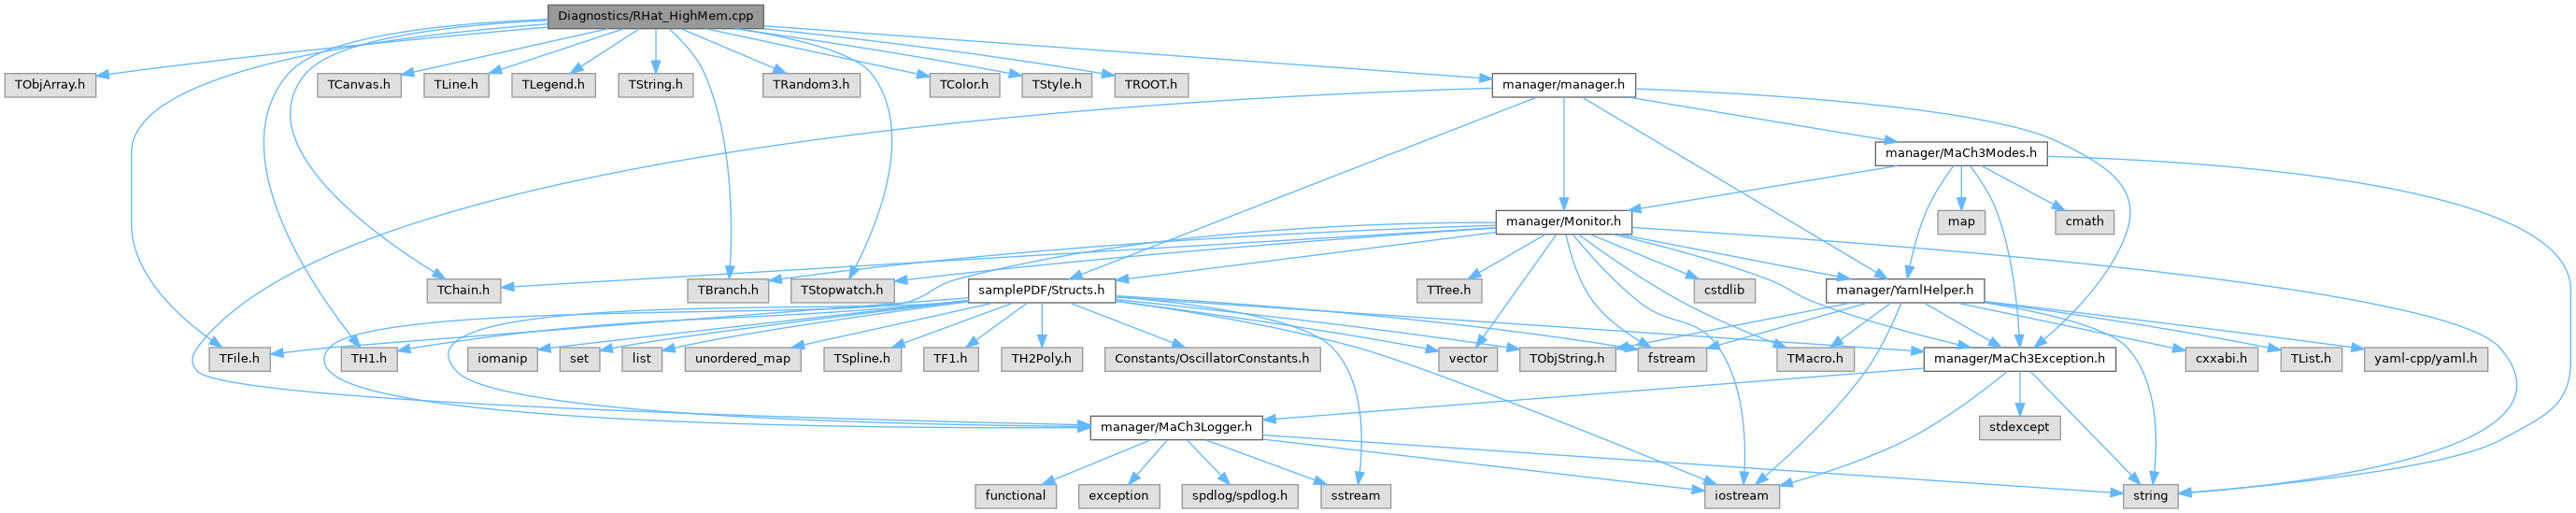 Diagnostics/RHat_HighMem.cpp
TObjArray.h
TCanvas.h
TLine.h
TLegend.h
TString.h
TRandom3.h
TColor.h
TStyle.h
TROOT.h
manager/manager.h
manager/MaCh3Modes.h
manager/Monitor.h
map
cmath
TChain.h
TBranch.h
TStopwatch.h
samplePDF/Structs.h
TTree.h
cstdlib
manager/YamlHelper.h
TFile.h
TH1.h
iomanip
set
list
unordered_map
TSpline.h
TF1.h
TH2Poly.h
Constants/OscillatorConstants.h
vector
TObjString.h
fstream
TMacro.h
manager/MaCh3Exception.h
cxxabi.h
TList.h
yaml-cpp/yaml.h
manager/MaCh3Logger.h
stdexcept
functional
exception
spdlog/spdlog.h
sstream
iostream
string